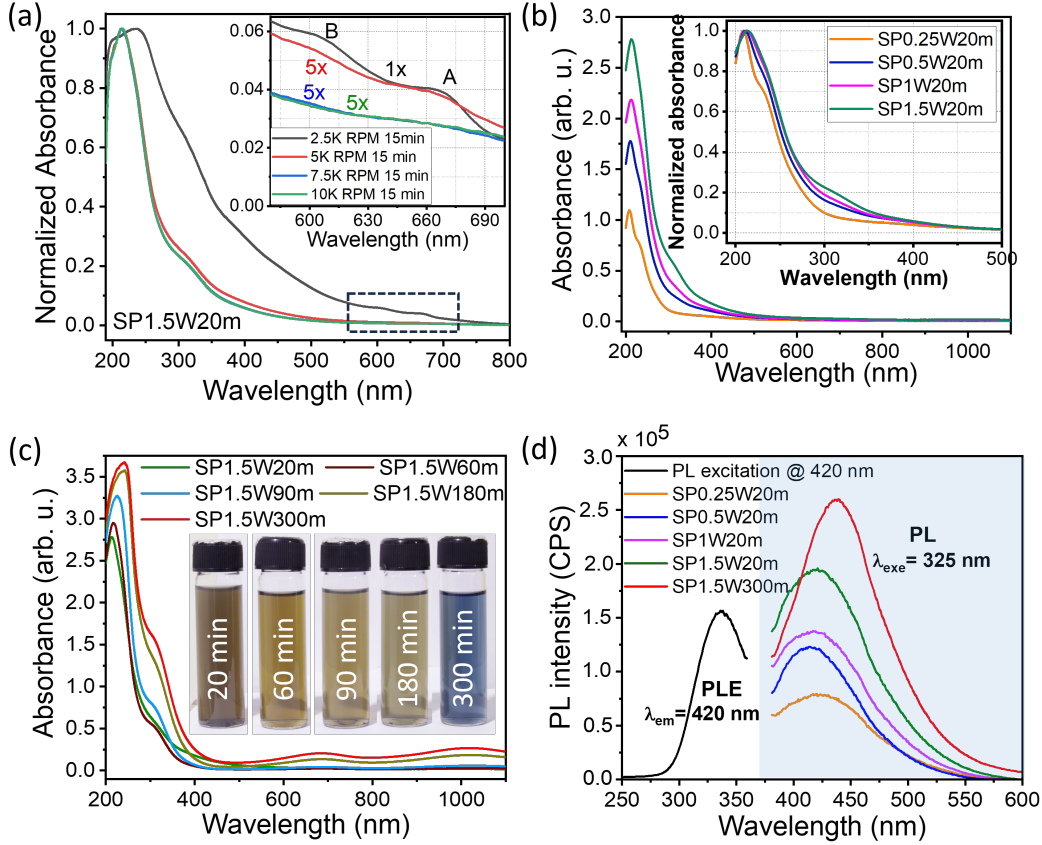 (a)
Normalized Absorbance
1.0
0.8
0.6
0.4
0.2
0.0
200 300 400 500 600 700 800
Wavelength (nm)
SP1.5W20m
0.06
0.04
0.02
0.00
B
5x
1x
A
5x
5x
2.5K RPM 15min
5K RPM 15 min
7.5K RPM 15 min
10K RPM 15 min
600 630 660 690
Wavelength (nm)
(b)
Absorbance (arb. u.)
3.0
2.5
2.0
1.5
1.0
0.5
0.0
200 400 600 800 1000
Wavelength (nm)
Normalized absorbance
1.0
0.8
0.6
0.4
0.2
0.0
SP0.25W20m
SP0.5W20m
SP1W20m
SP1.5W20m
200 300 400 500
Wavelength (nm)
(c)
Absorbance (arb. u.)
3.5
3.0
2.5
2.0
1.5
1.0
0.5
0.0
SP1.5W20m SP1.5W60m
SP1.5W90m SP1.5W180m
SP1.5W300m
20 min
60 min
90 min
180 min
300 min
200 400 600 800 1000
Wavelength (nm)
(d)
x 10⁵
PL intensity (CPS)
3.0
2.5
2.0
1.5
1.0
0.5
0.0
PL excitation @ 420 nm
SP0.25W20m
SP0.5W20m
SP1W20m
SP1.5W20m
SP1.5W300m
PL
λexe= 325 nm
PLE
λem= 420 nm
250 300 350 400 450 500 550 600
Wavelength (nm)